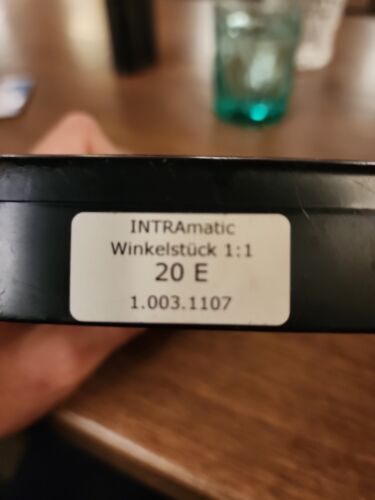 INTRAmatic
Winkelstück 1:1
20 E
1.003.1107